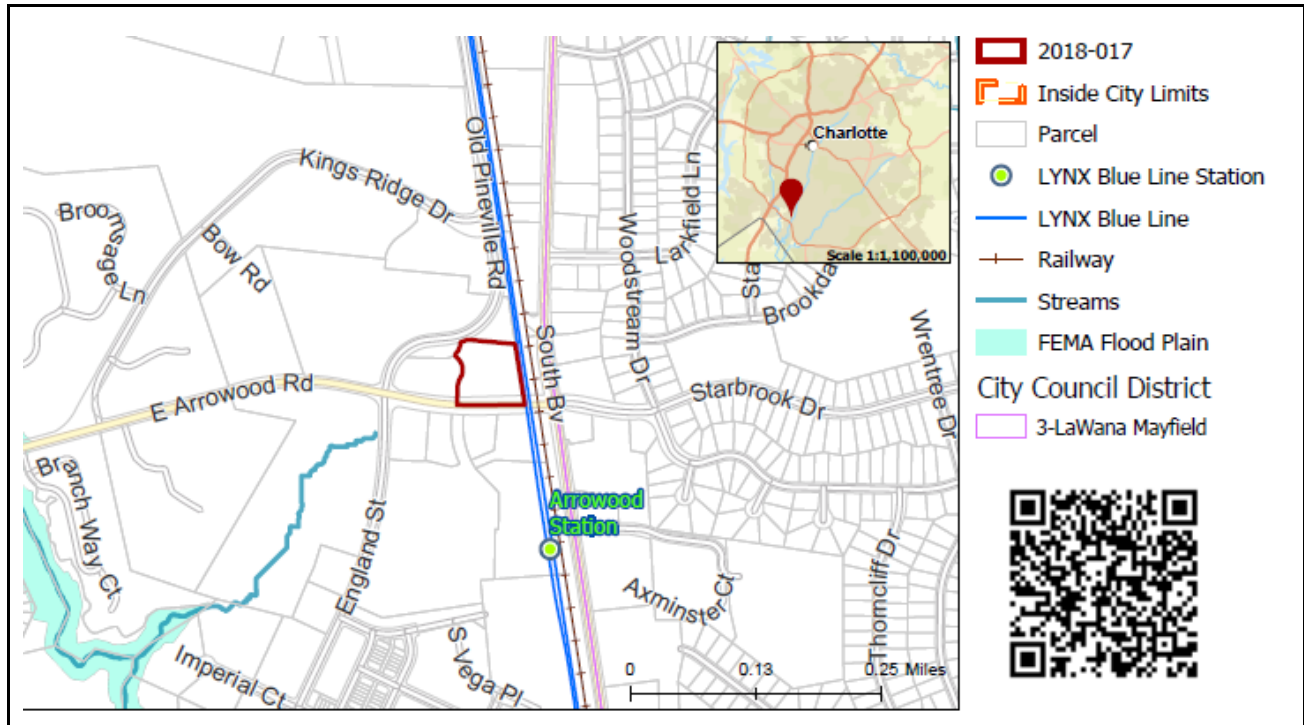 Old Pineville Rd
Kings Ridge Dr
Broomsage Ln
Bow Rd
Woodstream Dr
Larkfield Ln
Sta
Brookda
Wrentree Dr
South Bv
E Arrowood Rd
Starbrook Dr
Branch Way Ct
England St
Arrowood
Station
Axminster Ct
Thorncliff Dr
S Vega Pl
Imperial Ct
0
0.13
0.25 Miles
Charlotte
Scale 1:1,100,000
2018-017
Inside City Limits
Parcel
LYNX Blue Line Station
LYNX Blue Line
Railway
Streams
FEMA Flood Plain
City Council District
3-LaWana Mayfield